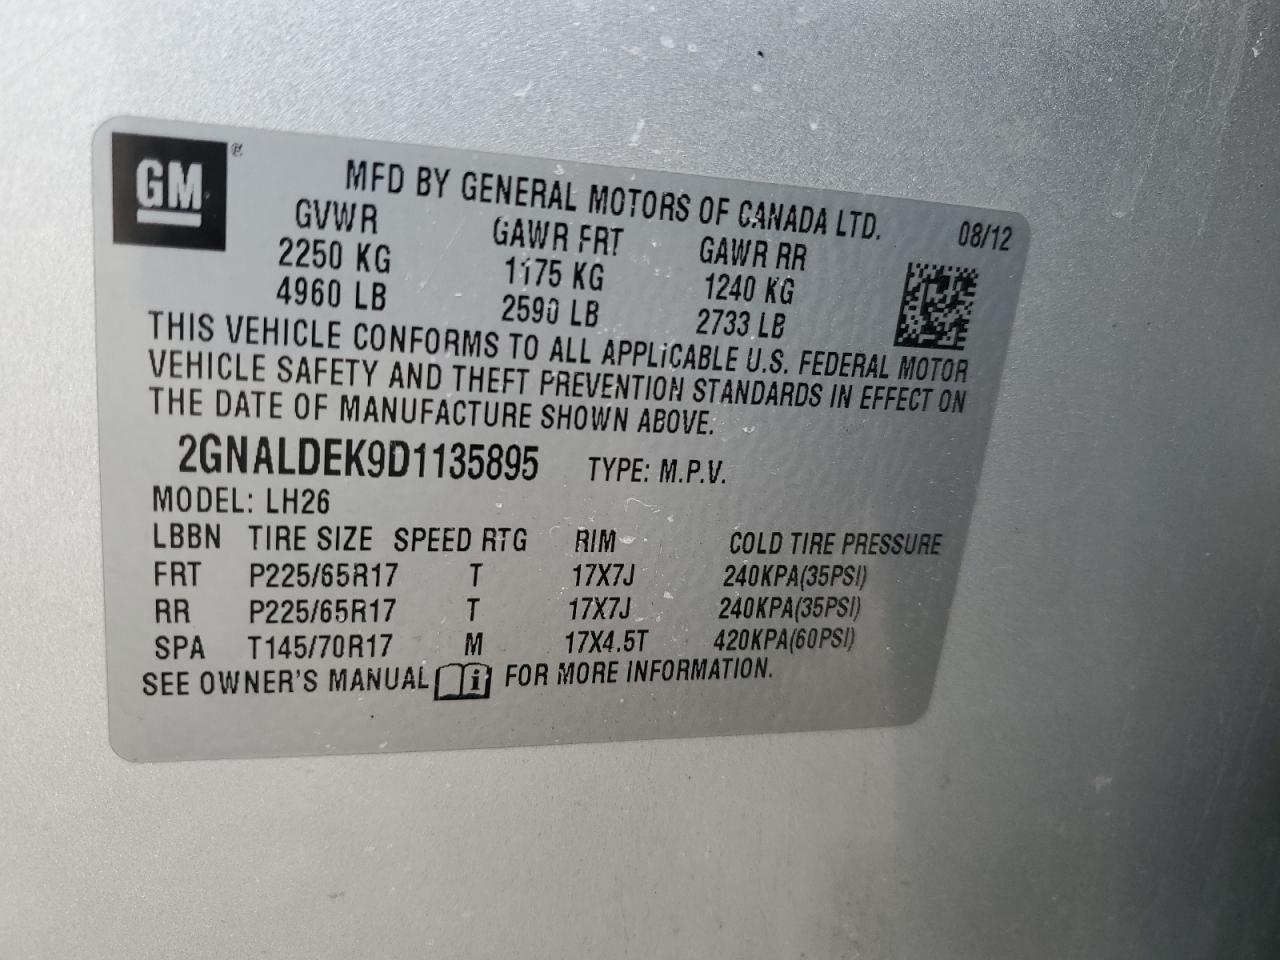 GM ®
MFD BY GENERAL MOTORS OF CANADA LTD. 08/12
GVWR GAWR FRT GAWR RR
2250 KG 1175 KG 1240 KG
4960 LB 2590 LB 2733 LB
THIS VEHICLE CONFORMS TO ALL APPLICABLE U.S. FEDERAL MOTOR
VEHICLE SAFETY AND THEFT PREVENTION STANDARDS IN EFFECT ON
THE DATE OF MANUFACTURE SHOWN ABOVE.
2GNALDEK9D1135895 TYPE: M.P.V.
MODEL: LH26
LBBN TIRE SIZE SPEED RTG RIM COLD TIRE PRESSURE
FRT P225/65R17 T 17X7J 240KPA(35PSI)
RR P225/65R17 T 17X7J 240KPA(35PSI)
SPA T145/70R17 M 17X4.5T 420KPA(60PSI)
SEE OWNER'S MANUAL i FOR MORE INFORMATION.